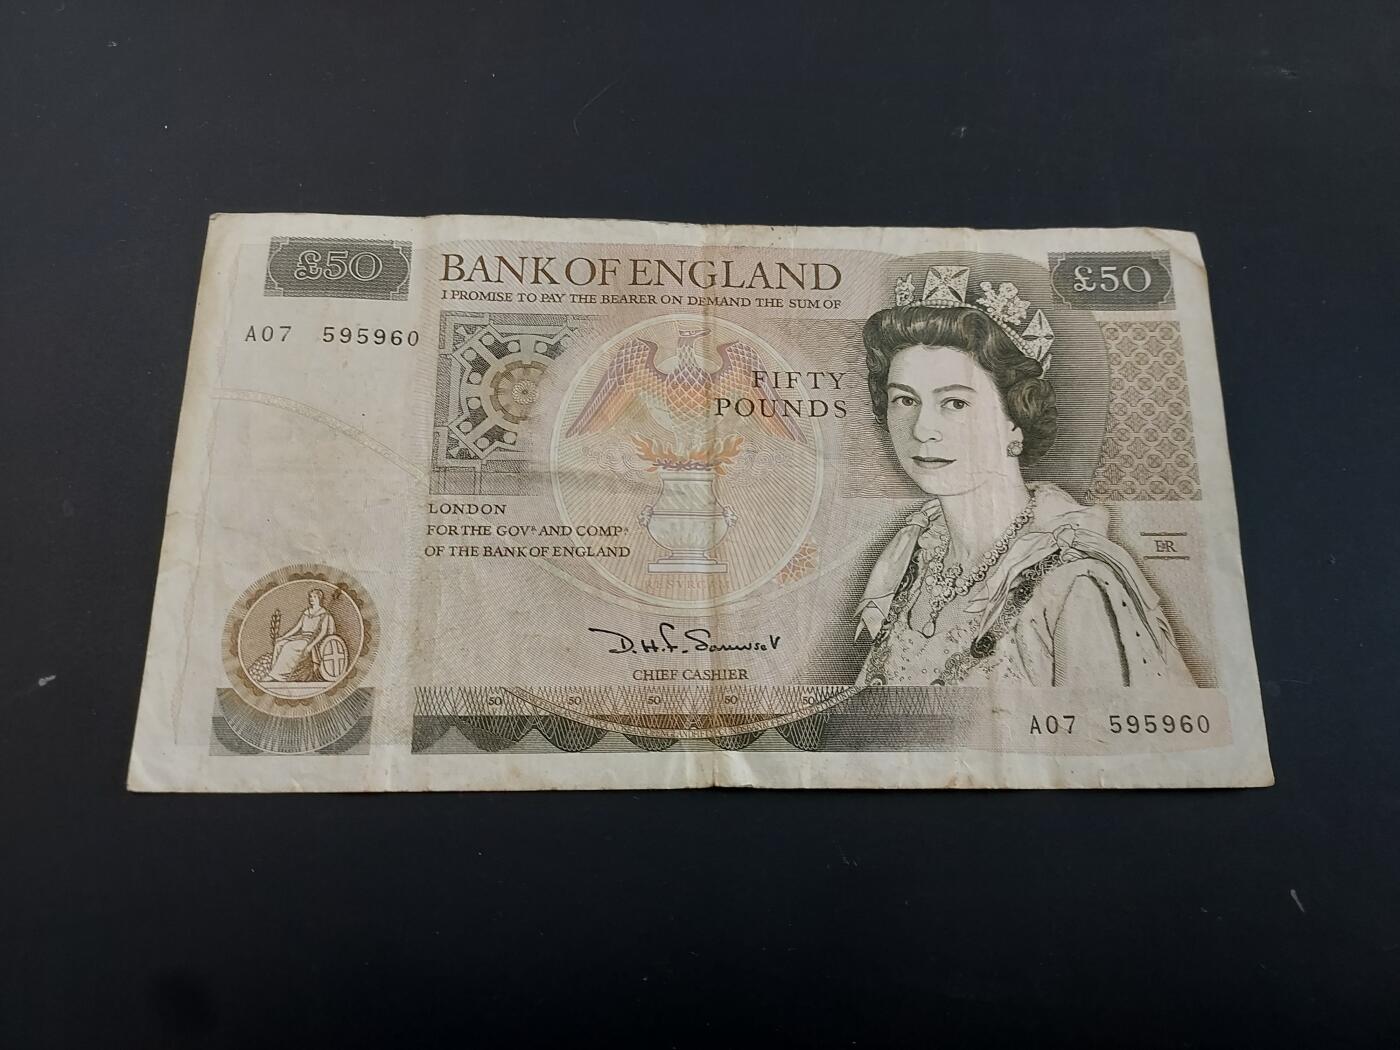 £50
BANK OF ENGLAND
£50
I PROMISE TO PAY THE BEARER ON DEMAND THE SUM OF
A07 595960
FIFTY
POUNDS
LONDON
FOR THE GOVR AND COMPA
OF THE BANK OF ENGLAND
RESVRGAM
E R
D.H.F. Somerset
CHIEF CASHIER
50 50 50 50 50
A07 595960